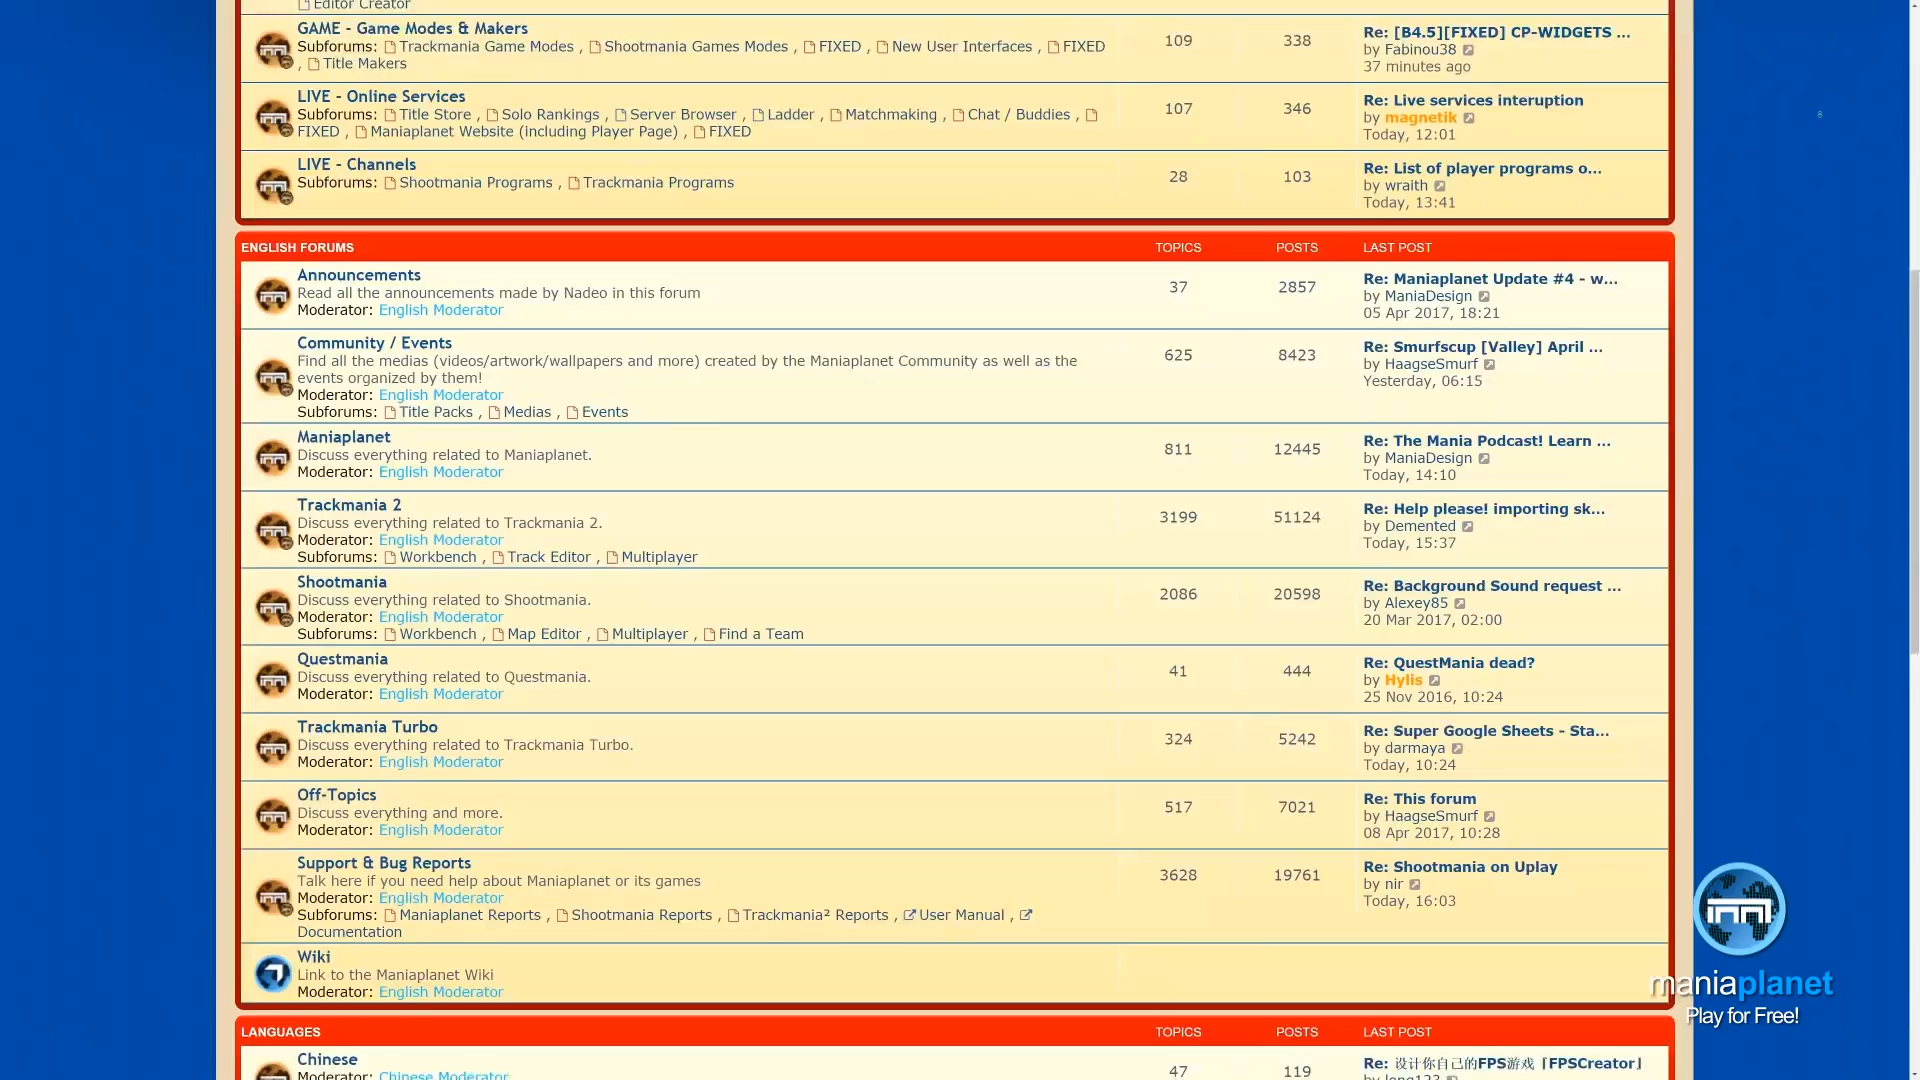 Editor Creator
GAME - Game Modes & Makers
Subforums: Trackmania Game Modes , Shootmania Games Modes , FIXED , New User Interfaces , FIXED
, Title Makers
109
338
Re: [B4.5][FIXED] CP-WIDGETS ...
by Fabinou38
37 minutes ago
LIVE - Online Services
Subforums: Title Store , Solo Rankings , Server Browser , Ladder , Matchmaking , Chat / Buddies ,
FIXED , Maniaplanet Website (including Player Page) , FIXED
107
346
Re: Live services interuption
by magnetik
Today, 12:01
LIVE - Channels
Subforums: Shootmania Programs , Trackmania Programs
28
103
Re: List of player programs o...
by wraith
Today, 13:41
ENGLISH FORUMS
TOPICS
POSTS
LAST POST
Announcements
Read all the announcements made by Nadeo in this forum
Moderator: English Moderator
37
2857
Re: Maniaplanet Update #4 - w...
by ManiaDesign
05 Apr 2017, 18:21
Community / Events
Find all the medias (videos/artwork/wallpapers and more) created by the Maniaplanet Community as well as the
events organized by them!
Moderator: English Moderator
Subforums: Title Packs , Medias , Events
625
8423
Re: Smurfscup [Valley] April ...
by HaagseSmurf
Yesterday, 06:15
Maniaplanet
Discuss everything related to Maniaplanet.
Moderator: English Moderator
811
12445
Re: The Mania Podcast! Learn ...
by ManiaDesign
Today, 14:10
Trackmania 2
Discuss everything related to Trackmania 2.
Moderator: English Moderator
Subforums: Workbench , Track Editor , Multiplayer
3199
51124
Re: Help please! importing sk...
by Demented
Today, 15:37
Shootmania
Discuss everything related to Shootmania.
Moderator: English Moderator
Subforums: Workbench , Map Editor , Multiplayer , Find a Team
2086
20598
Re: Background Sound request ...
by Alexey85
20 Mar 2017, 02:00
Questmania
Discuss everything related to Questmania.
Moderator: English Moderator
41
444
Re: QuestMania dead?
by Hylis
25 Nov 2016, 10:24
Trackmania Turbo
Discuss everything related to Trackmania Turbo.
Moderator: English Moderator
324
5242
Re: Super Google Sheets - Sta...
by darmaya
Today, 10:24
Off-Topics
Discuss everything and more.
Moderator: English Moderator
517
7021
Re: This forum
by HaagseSmurf
08 Apr 2017, 10:28
Support & Bug Reports
Talk here if you need help about Maniaplanet or its games
Moderator: English Moderator
Subforums: Maniaplanet Reports , Shootmania Reports , Trackmania² Reports , User Manual ,
Documentation
3628
19761
Re: Shootmania on Uplay
by nir
Today, 16:03
Wiki
Link to the Maniaplanet Wiki
Moderator: English Moderator
maniaplanet
Play for Free!
LANGUAGES
TOPICS
POSTS
LAST POST
Chinese
Moderator: Chinese Moderator
47
119
Re: 设计你自己的FPS游戏「FPSCreator」
by long123